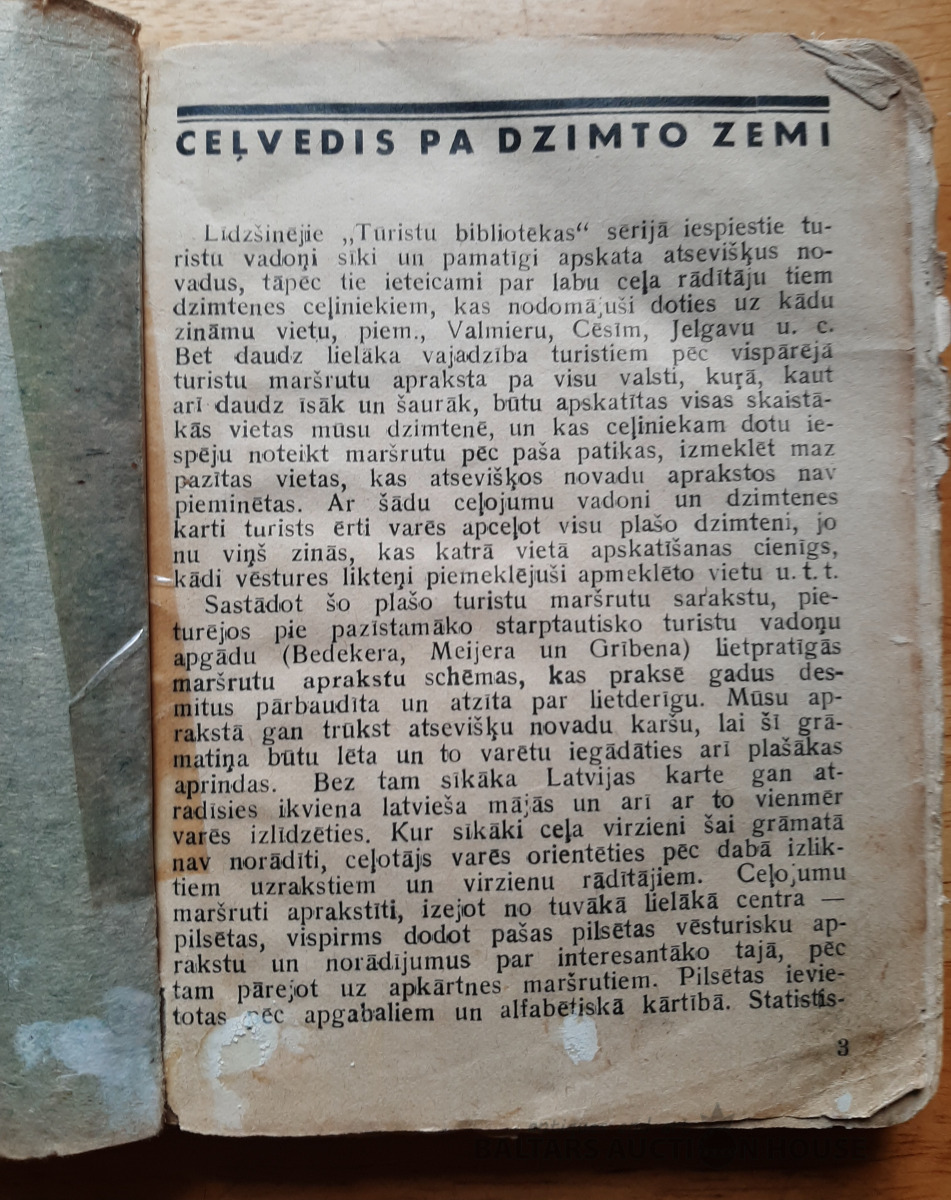 CEĻVEDIS PA DZIMTO ZEMI
Līdzšinējie „Tūristu bibliotēkas“ sērijā iespiestie tu-
ristu vadoņi sīki un pamatīgi apskata atsevišķus no-
vadus, tāpēc tie ieteicami par labu ceļa rādītāju tiem
dzimtenes ceļiniekiem, kas nodomājuši doties uz kādu
zināmu vietu, piem., Valmieru, Cēsīm, Jelgavu u. c.
Bet daudz lielāka vajadzība turistiem pēc vispārējā
turistu maršrutu apraksta pa visu valsti, kuŗā, kaut
arī daudz īsāk un šaurāk, būtu apskatītas visas skaistā-
kās vietas mūsu dzimtenē, un kas ceļiniekam dotu ie-
spēju noteikt maršrutu pēc paša patikas, izmeklēt maz
pazītas vietas, kas atsevišķos novadu aprakstos nav
pieminētas. Ar šādu ceļojumu vadoni un dzimtenes
karti turists ērti varēs apceļot visu plašo dzimteni, jo
nu viņš zinās, kas katrā vietā apskatīšanas cienīgs,
kādi vēstures likteņi piemeklējuši apmeklēto vietu u. t. t.
Sastādot šo plašo turistu maršrutu sarakstu, pie-
turējos pie pazīstamāko starptautisko turistu vadoņu
apgādu (Bedekera, Meijera un Grībena) lietpratīgās
maršrutu aprakstu schēmas, kas praksē gadus des-
mitus pārbaudīta un atzīta par lietderīgu. Mūsu ap-
rakstā gan trūkst atsevišķu novadu karšu, lai šī grā-
matiņa būtu lēta un to varētu iegādāties arī plašākas
aprindas. Bez tam sīkāka Latvijas karte gan at-
radīsies ikviena latvieša mājās un arī ar to vienmēr
varēs izlīdzēties. Kur sīkāki ceļa virzieni šai grāmatā
nav norādīti, ceļotājs varēs orientēties pēc dabā izlik-
tiem uzrakstiem un virzienu rādītājiem. Ceļojumu
maršruti aprakstīti, izejot no tuvākā lielākā centra —
pilsētas, vispirms dodot pašas pilsētas vēsturisku ap-
rakstu un norādījumus par interesantāko tajā, pēc
tam pārejot uz apkārtnes maršrutiem. Pilsētas ievie-
totas pēc apgabaliem un alfabētiskā kārtībā. Statistis-
3
BALTARS AUCTION HOUSE